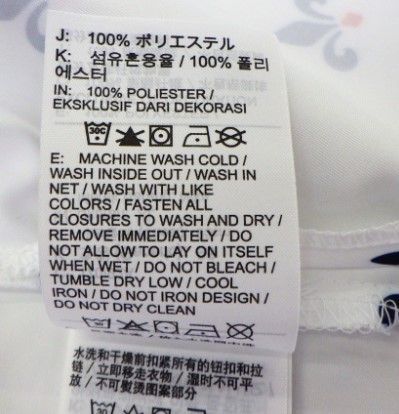 J: 100% ポリエステル
K: 섬유혼용율 / 100% 폴리
에스터
IN: 100% POLIESTER /
EKSKLUSIF DARI DEKORASI
30C
E: MACHINE WASH COLD /
WASH INSIDE OUT / WASH IN
NET / WASH WITH LIKE
COLORS / FASTEN ALL
CLOSURES TO WASH AND DRY /
REMOVE IMMEDIATELY / DO
NOT ALLOW TO LAY ON ITSELF
WHEN WET / DO NOT BLEACH /
TUMBLE DRY LOW / COOL
IRON / DO NOT IRON DESIGN /
DO NOT DRY CLEAN
水洗和干燥前扣紧所有的钮扣和拉
链 / 立即移走衣物 / 湿时不可平
放 / 不可熨烫图案部分
30C